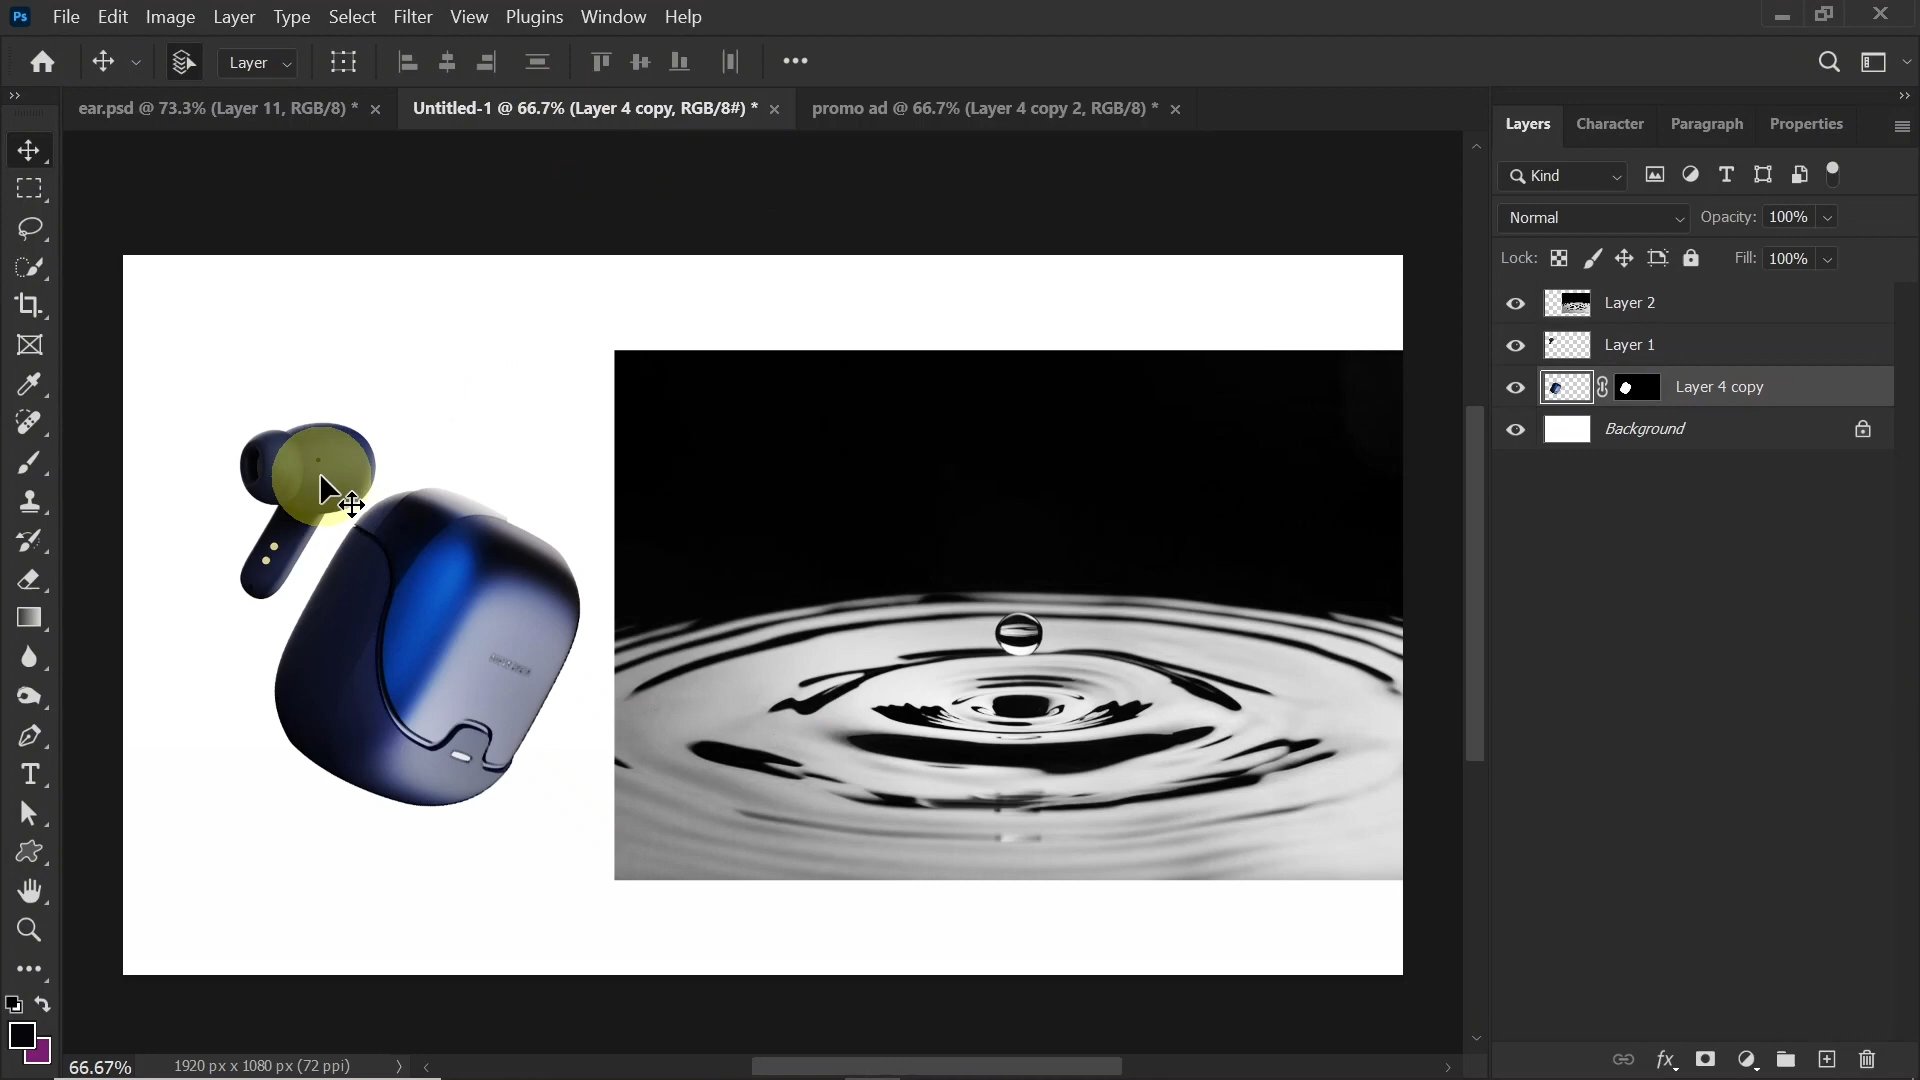 Ps File Edit Image Layer Type Select Filter View Plugins Window Help
Layer
ear.psd @ 73.3% (Layer 11, RGB/8) *
Untitled-1 @ 66.7% (Layer 4 copy, RGB/8#) *
promo ad @ 66.7% (Layer 4 copy 2, RGB/8) *
Layers Character Paragraph Properties
Kind
Normal Opacity: 100%
Lock: Fill: 100%
Layer 2
Layer 1
Layer 4 copy
Background
66.67% 1920 px x 1080 px (72 ppi)